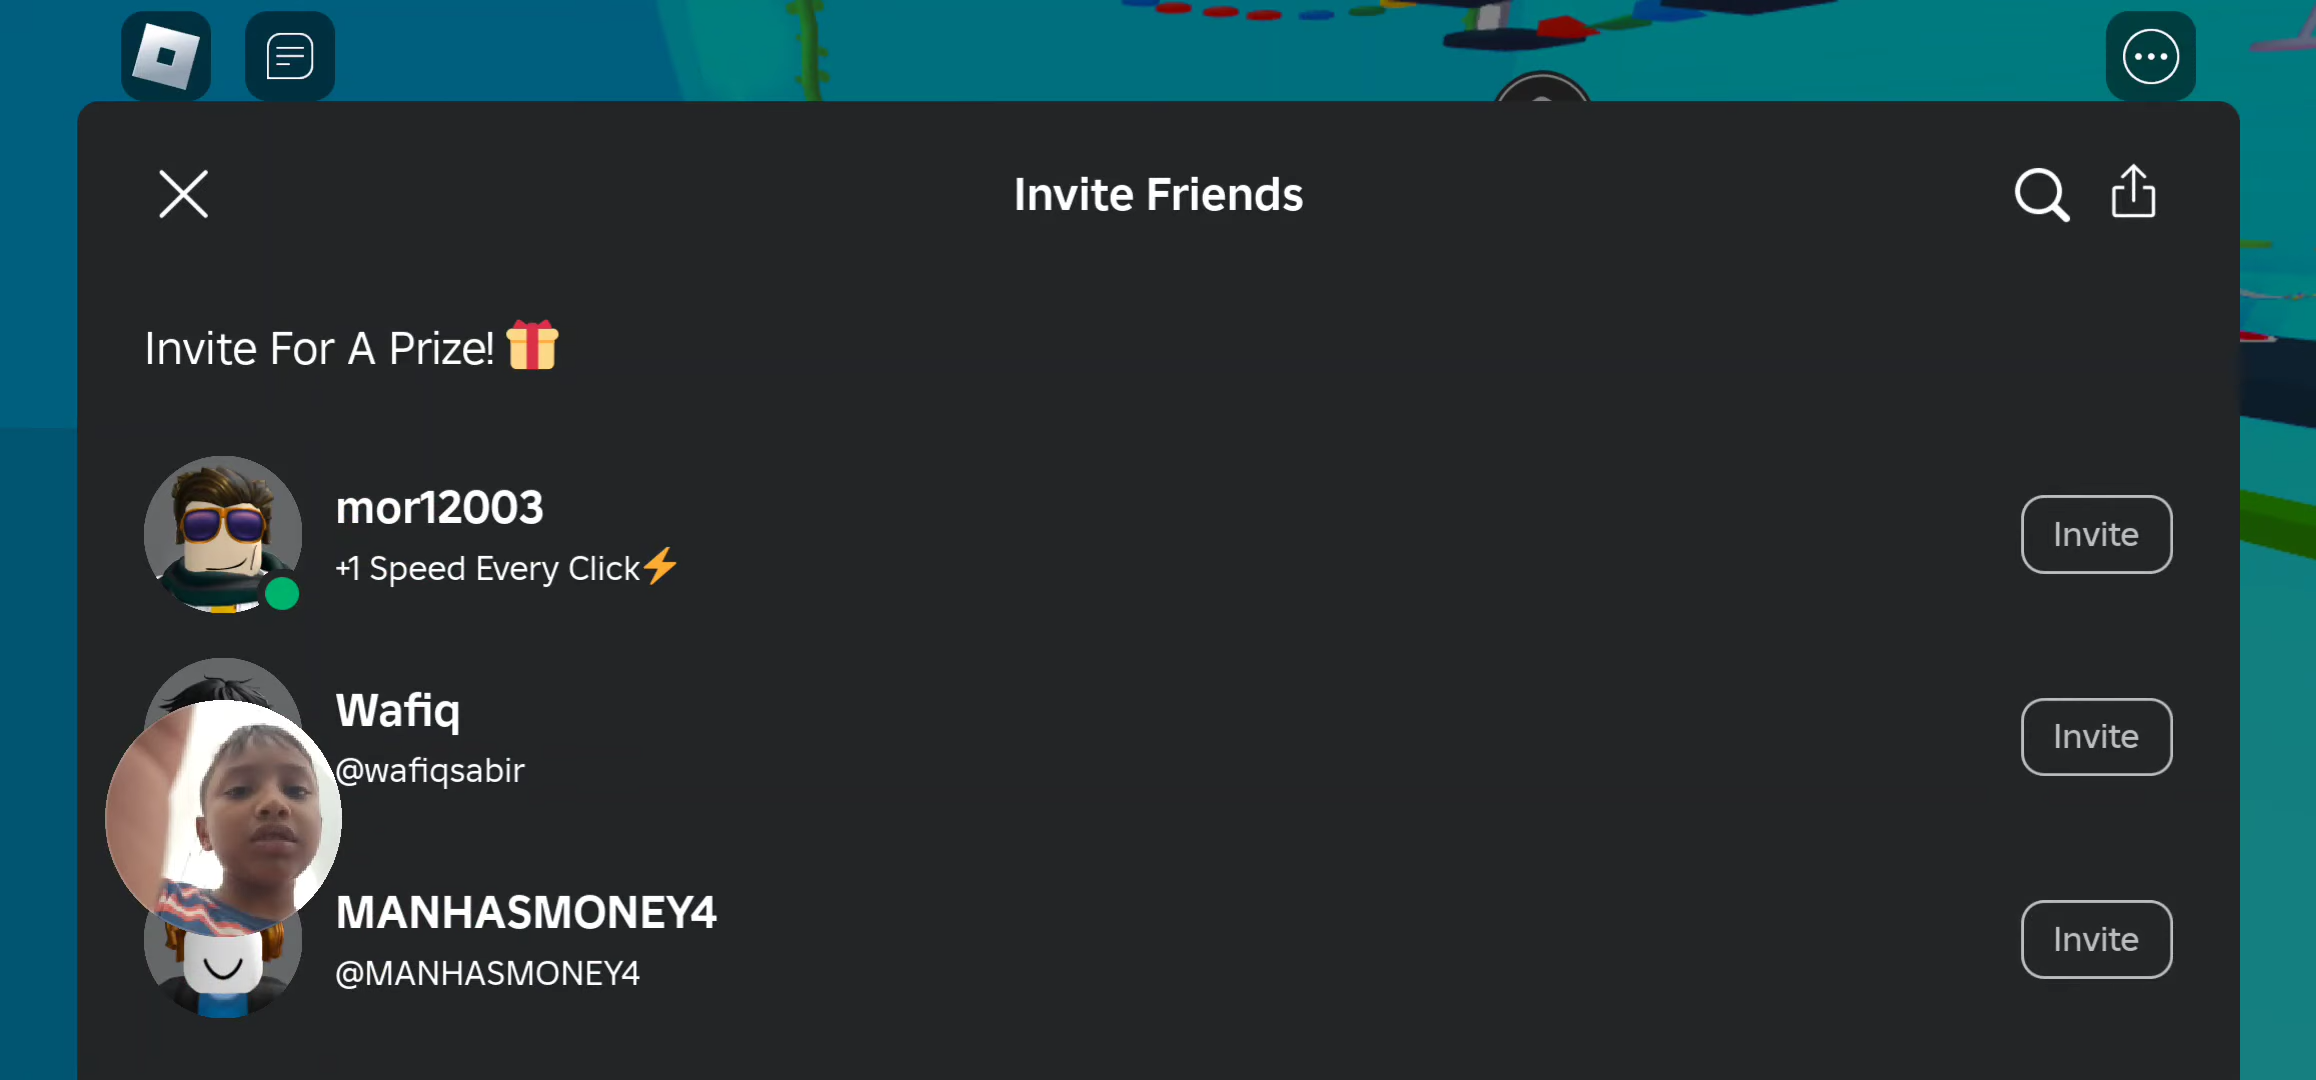 Invite Friends
Invite For A Prize! 🎁
mor12003
+1 Speed Every Click⚡
Invite
Wafiq
@wafiqsabir
Invite
MANHASMONEY4
@MANHASMONEY4
Invite